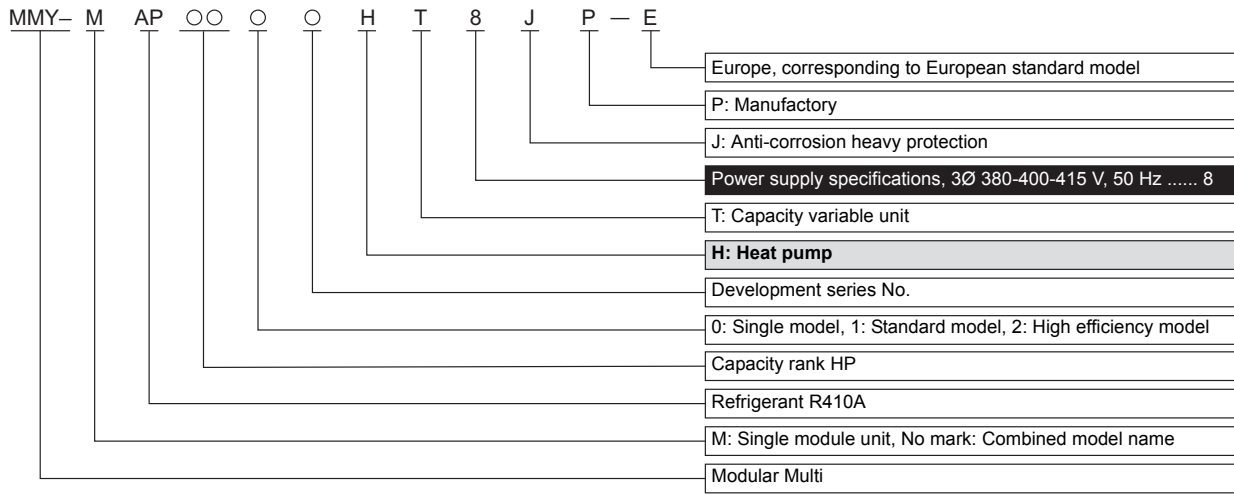 MMY– M AP ○○ ○ ○ H T 8 J P — E
Europe, corresponding to European standard model
P: Manufactory
J: Anti-corrosion heavy protection
Power supply specifications, 3Ø 380-400-415 V, 50 Hz ...... 8
T: Capacity variable unit
H: Heat pump
Development series No.
0: Single model, 1: Standard model, 2: High efficiency model
Capacity rank HP
Refrigerant R410A
M: Single module unit, No mark: Combined model name
Modular Multi